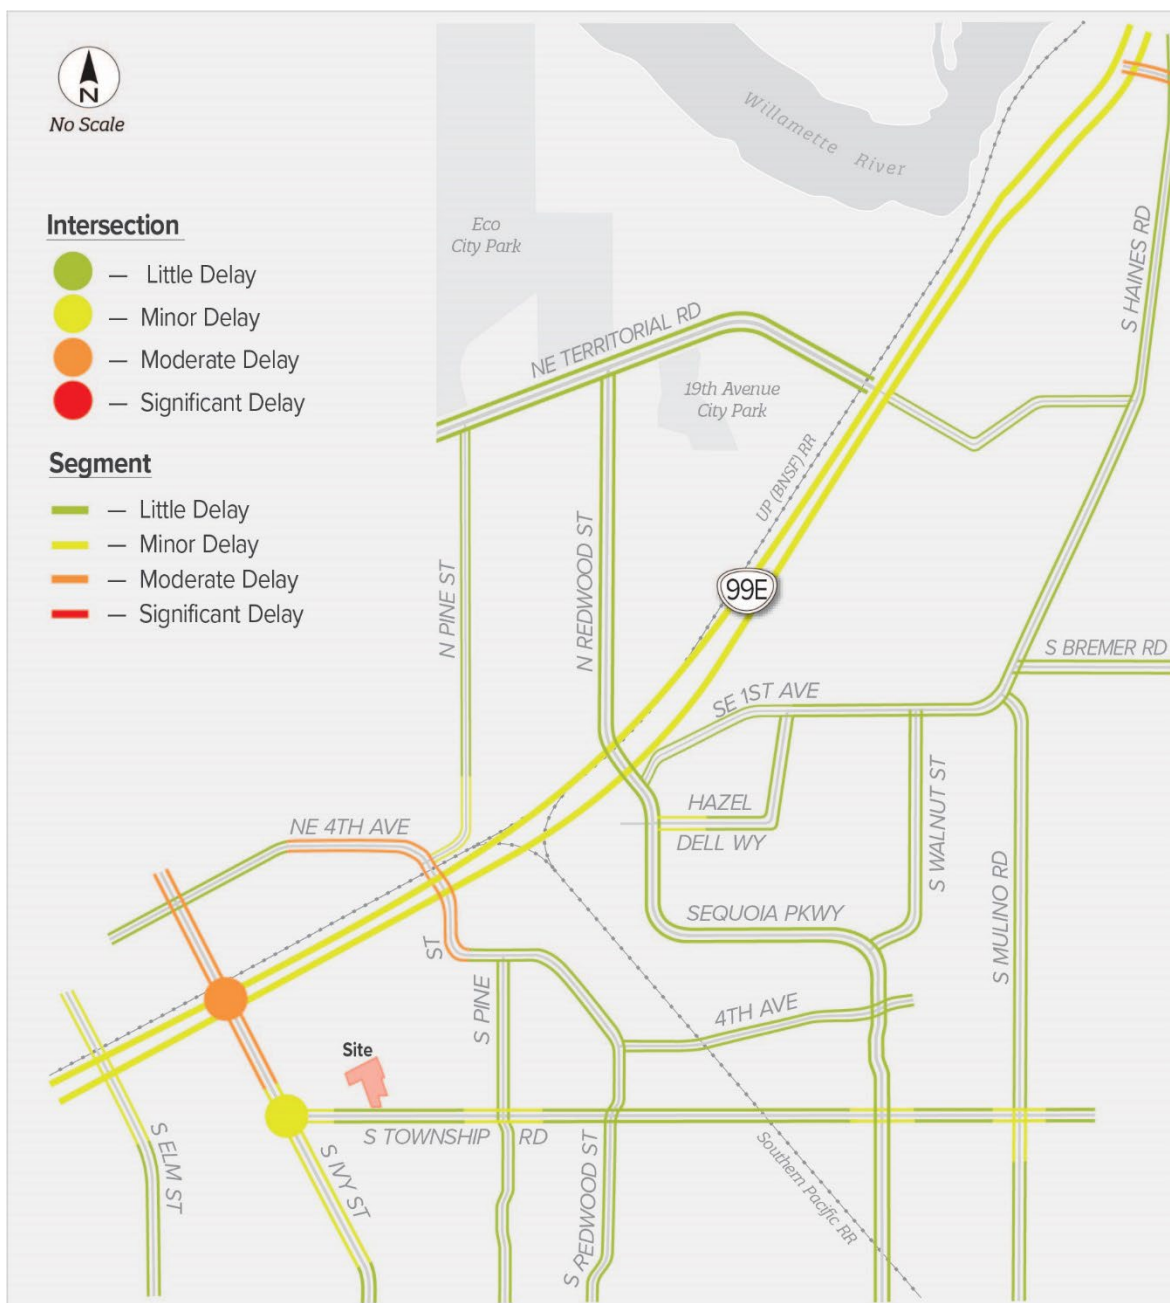 N
No Scale
Willamette River
Intersection
— Little Delay
— Minor Delay
— Moderate Delay
— Significant Delay
Eco
City Park
S HAINES RD
NE TERRITORIAL RD
19th Avenue
City Park
Segment
— Little Delay
— Minor Delay
— Moderate Delay
— Significant Delay
UP (BNSF) RR
99E
N PINE ST
N REDWOOD ST
S BREMER RD
SE 1ST AVE
HAZEL
DELL WY
NE 4TH AVE
S WALNUT ST
S MULINO RD
SEQUOIA PKWY
ST
S PINE
4TH AVE
Site
S TOWNSHIP RD
S ELM ST
S IVY ST
S REDWOOD ST
Southern Pacific RR